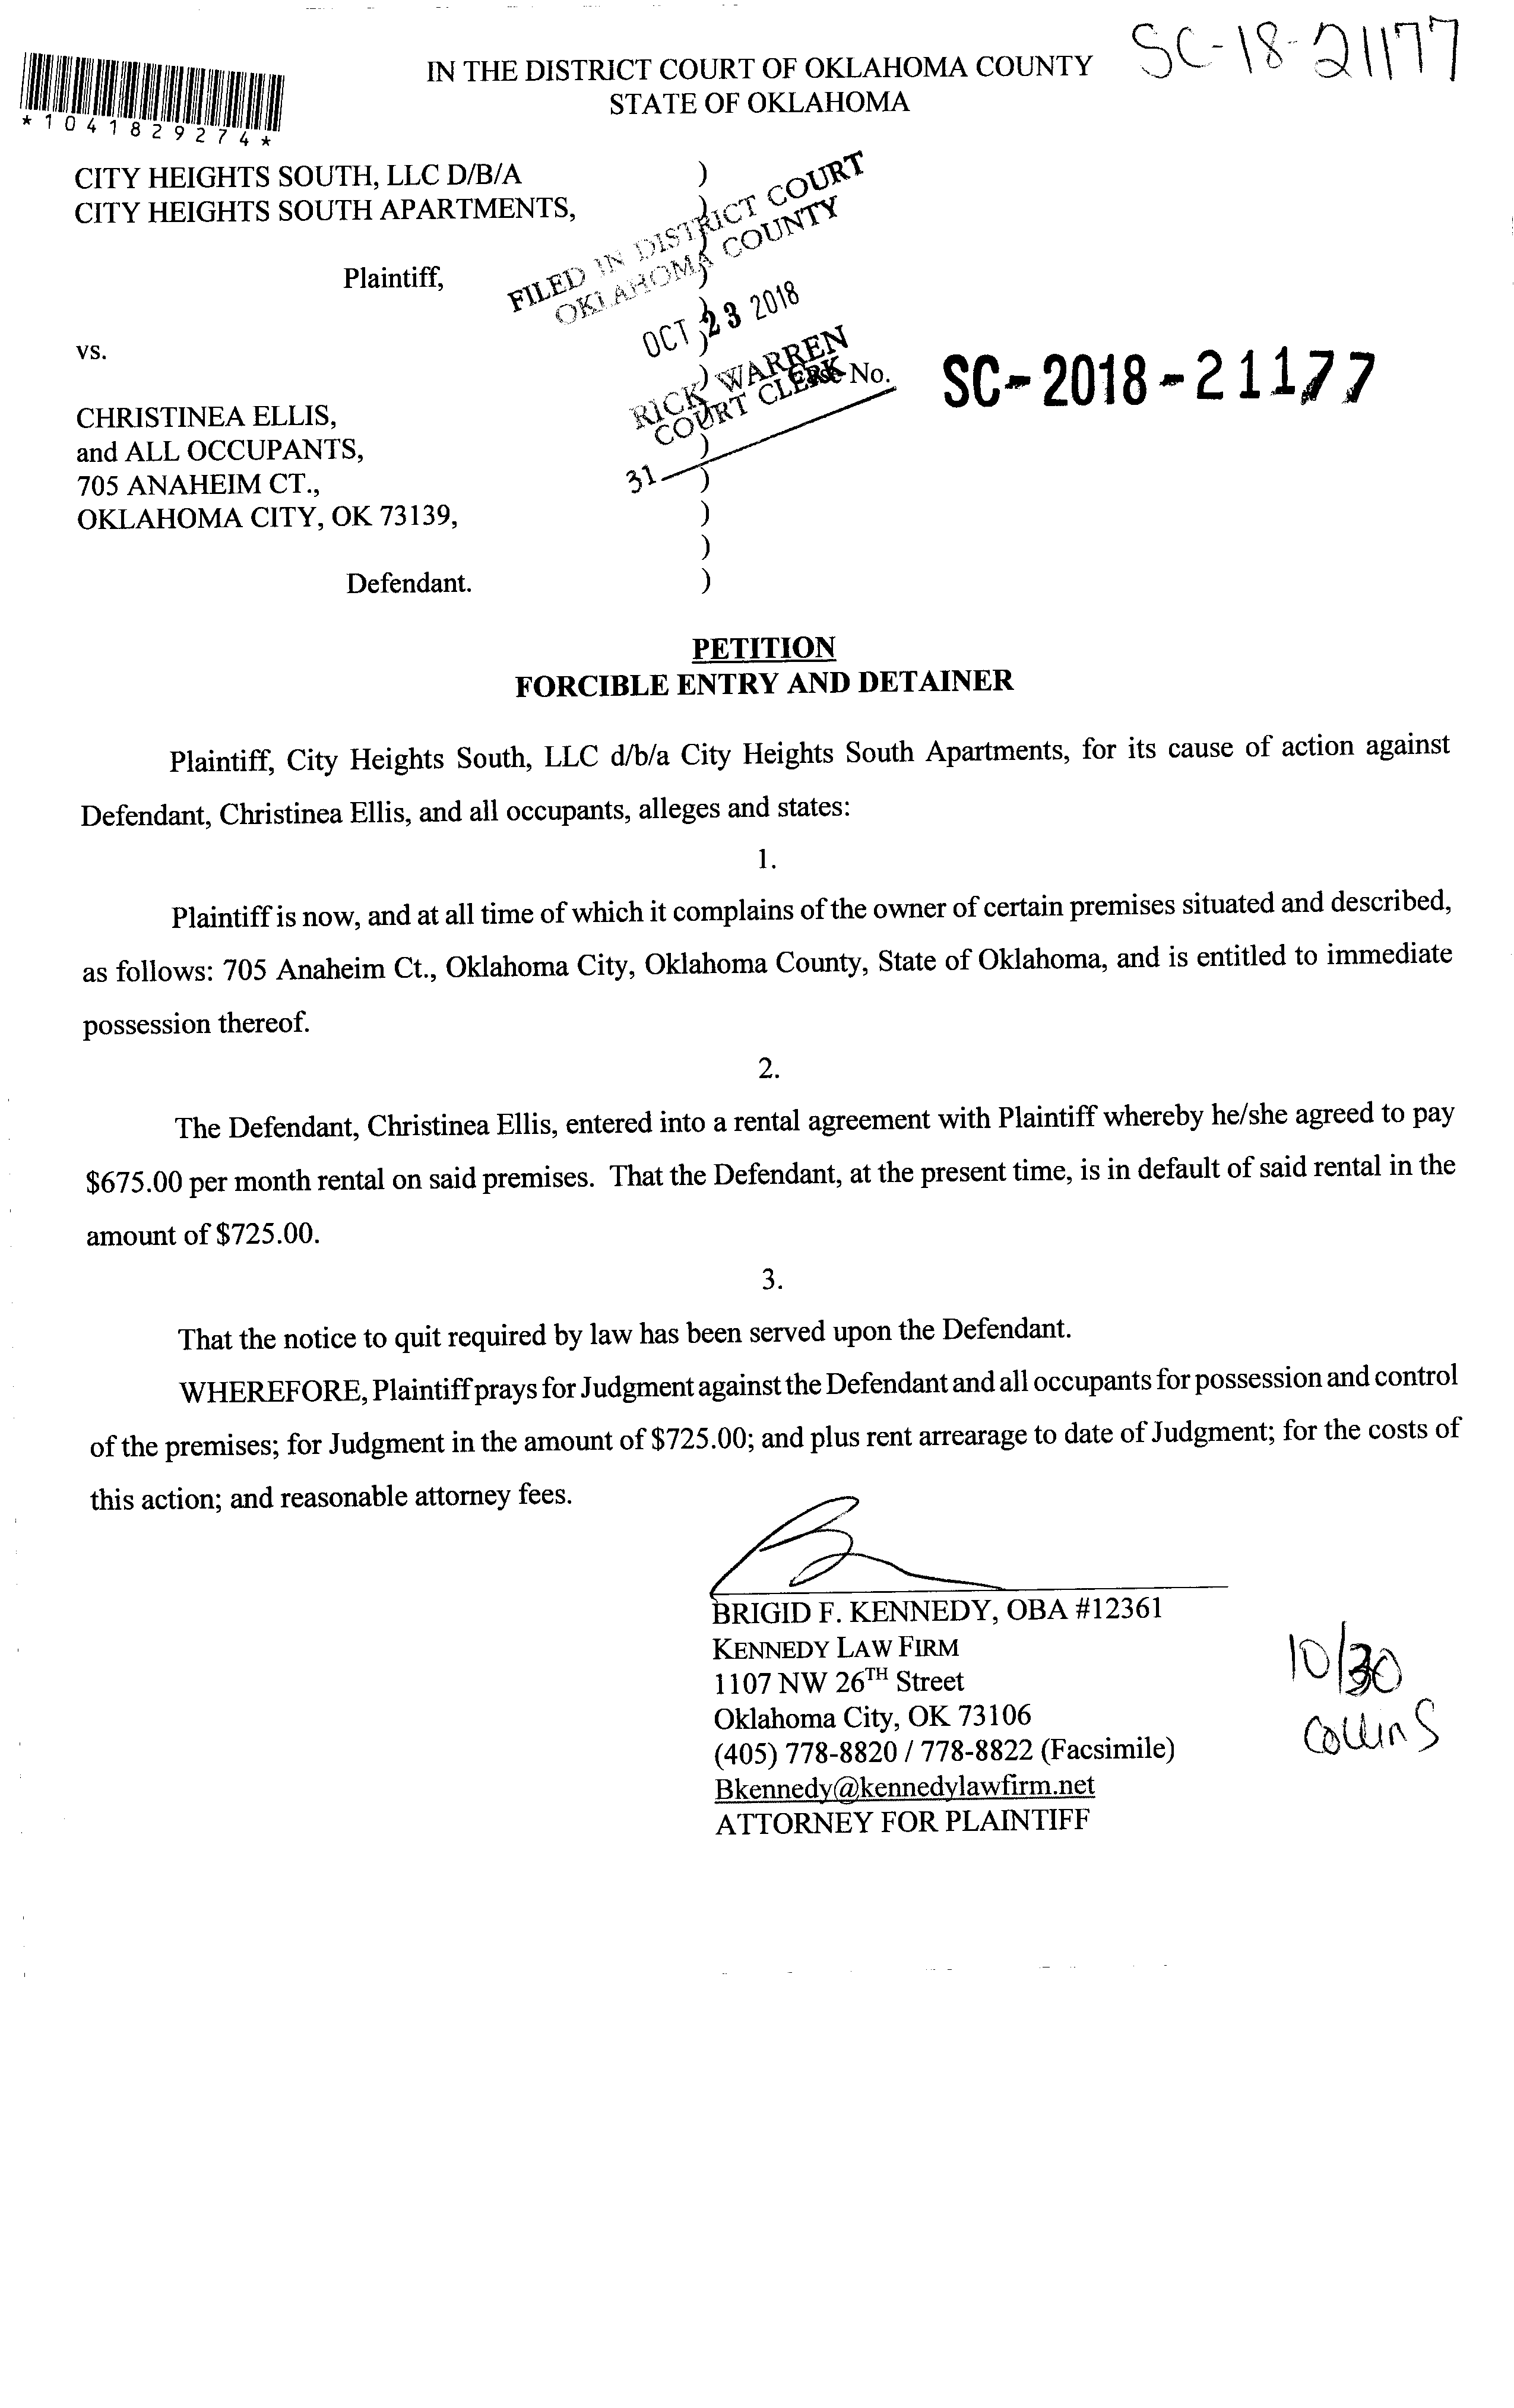 SC-18-21177
IN THE DISTRICT COURT OF OKLAHOMA COUNTY
STATE OF OKLAHOMA
*1041829274*
CITY HEIGHTS SOUTH, LLC D/B/A )
CITY HEIGHTS SOUTH APARTMENTS, )
FILED IN DISTRICT COURT
OKLAHOMA COUNTY
Plaintiff, )
OCT 23 2018 )
vs. )
RICK WARREN
COURT CLERK
Case No. SC-2018-21177
CHRISTINEA ELLIS, )
and ALL OCCUPANTS, )
705 ANAHEIM CT., )
31
OKLAHOMA CITY, OK 73139, )
)
Defendant. )
PETITION
FORCIBLE ENTRY AND DETAINER
Plaintiff, City Heights South, LLC d/b/a City Heights South Apartments, for its cause of action against
Defendant, Christinea Ellis, and all occupants, alleges and states:
1.
Plaintiff is now, and at all time of which it complains of the owner of certain premises situated and described,
as follows: 705 Anaheim Ct., Oklahoma City, Oklahoma County, State of Oklahoma, and is entitled to immediate
possession thereof.
2.
The Defendant, Christinea Ellis, entered into a rental agreement with Plaintiff whereby he/she agreed to pay
$675.00 per month rental on said premises. That the Defendant, at the present time, is in default of said rental in the
amount of $725.00.
3.
That the notice to quit required by law has been served upon the Defendant.
WHEREFORE, Plaintiff prays for Judgment against the Defendant and all occupants for possession and control
of the premises; for Judgment in the amount of $725.00; and plus rent arrearage to date of Judgment; for the costs of
this action; and reasonable attorney fees.
BRIGID F. KENNEDY, OBA #12361
KENNEDY LAW FIRM
1107 NW 26TH Street
Oklahoma City, OK 73106
(405) 778-8820 / 778-8822 (Facsimile)
Bkennedy@kennedylawfirm.net
ATTORNEY FOR PLAINTIFF
10/30
Collins